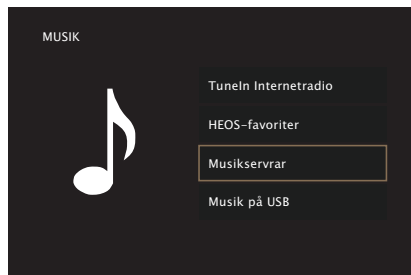 MUSIK
TuneIn Internetradio
HEOS-favoriter
Musikservrar
Musik på USB